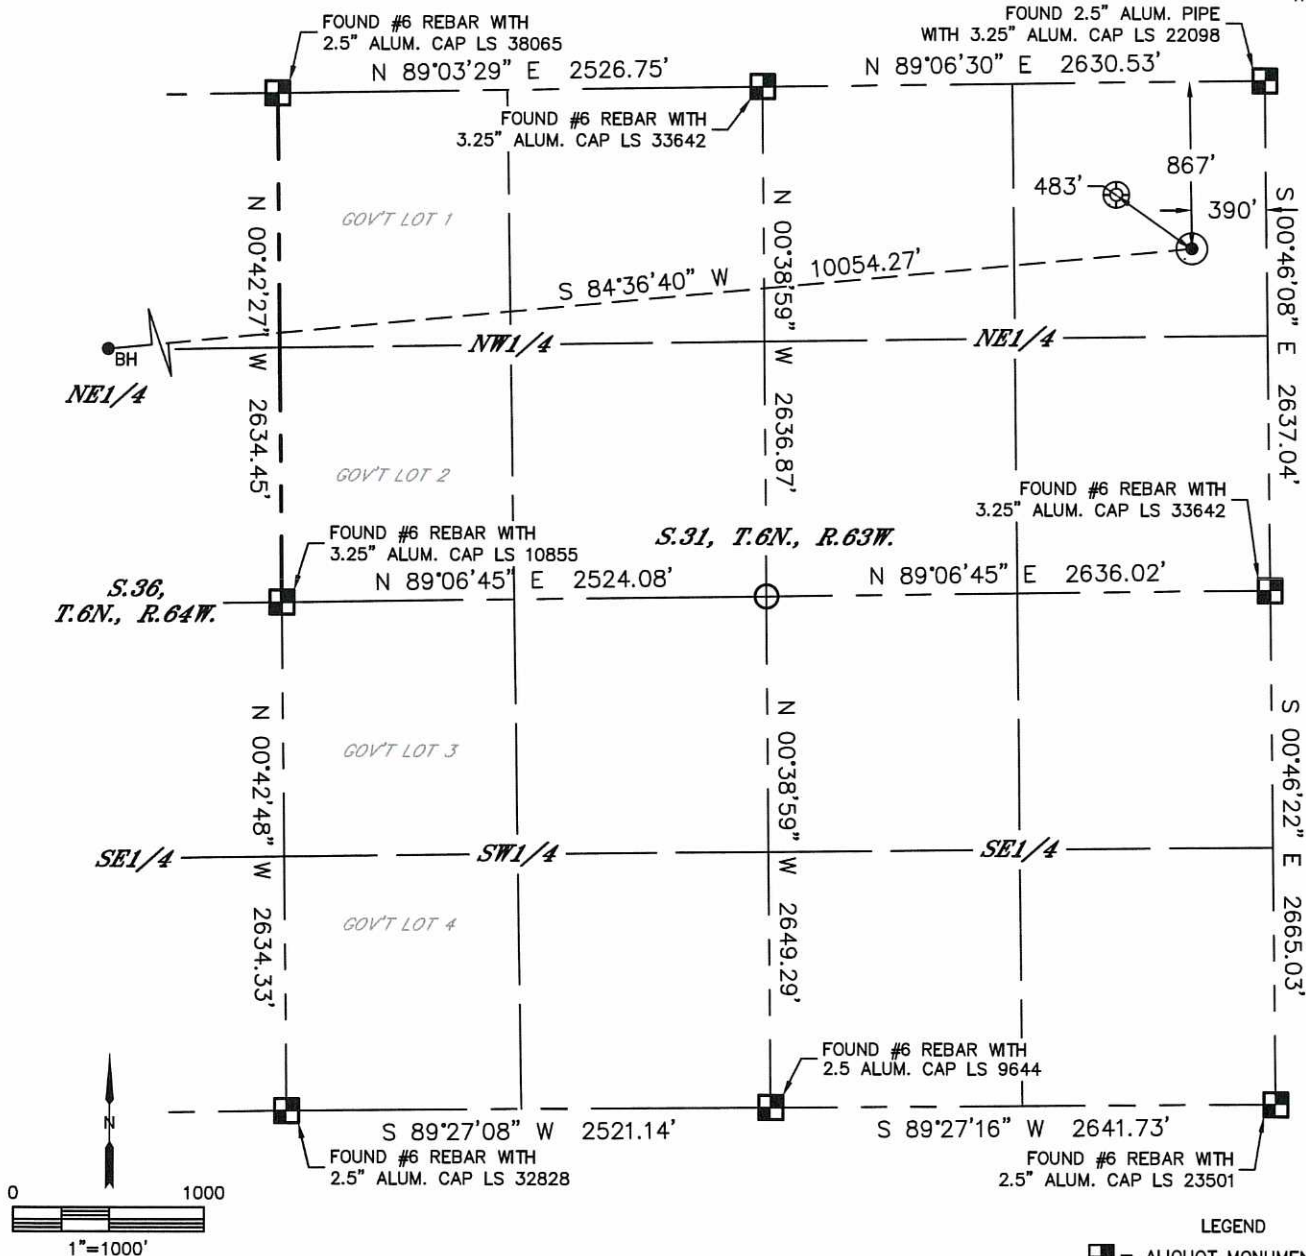 FOUND #6 REBAR WITH
2.5" ALUM. CAP LS 38065
FOUND 2.5" ALUM. PIPE
WITH 3.25" ALUM. CAP LS 22098
N 89°03'29" E 2526.75'
N 89°06'30" E 2630.53'
FOUND #6 REBAR WITH
3.25" ALUM. CAP LS 33642
867'
483'
390'
GOV'T LOT 1
N 00°42'27" W 2634.45'
N 00°38'59" W 2636.87'
S 00°46'08" E 2637.04'
S 84°36'40" W 10054.27'
BH
NW1/4
NE1/4
NE1/4
GOV'T LOT 2
FOUND #6 REBAR WITH
3.25" ALUM. CAP LS 33642
FOUND #6 REBAR WITH
3.25" ALUM. CAP LS 10855
S.31, T.6N., R.63W.
S.36,
T.6N., R.64W.
N 89°06'45" E 2524.08'
N 89°06'45" E 2636.02'
N 00°42'48" W 2634.33'
N 00°38'59" W 2649.29'
S 00°46'22" E 2665.03'
GOV'T LOT 3
SE1/4
SW1/4
SE1/4
GOV'T LOT 4
FOUND #6 REBAR WITH
2.5 ALUM. CAP LS 9644
N
S 89°27'08" W 2521.14'
S 89°27'16" W 2641.73'
FOUND #6 REBAR WITH
2.5" ALUM. CAP LS 32828
FOUND #6 REBAR WITH
2.5" ALUM. CAP LS 23501
0 1000
1"=1000'
LEGEND
= ALIQUOT MONUMEN